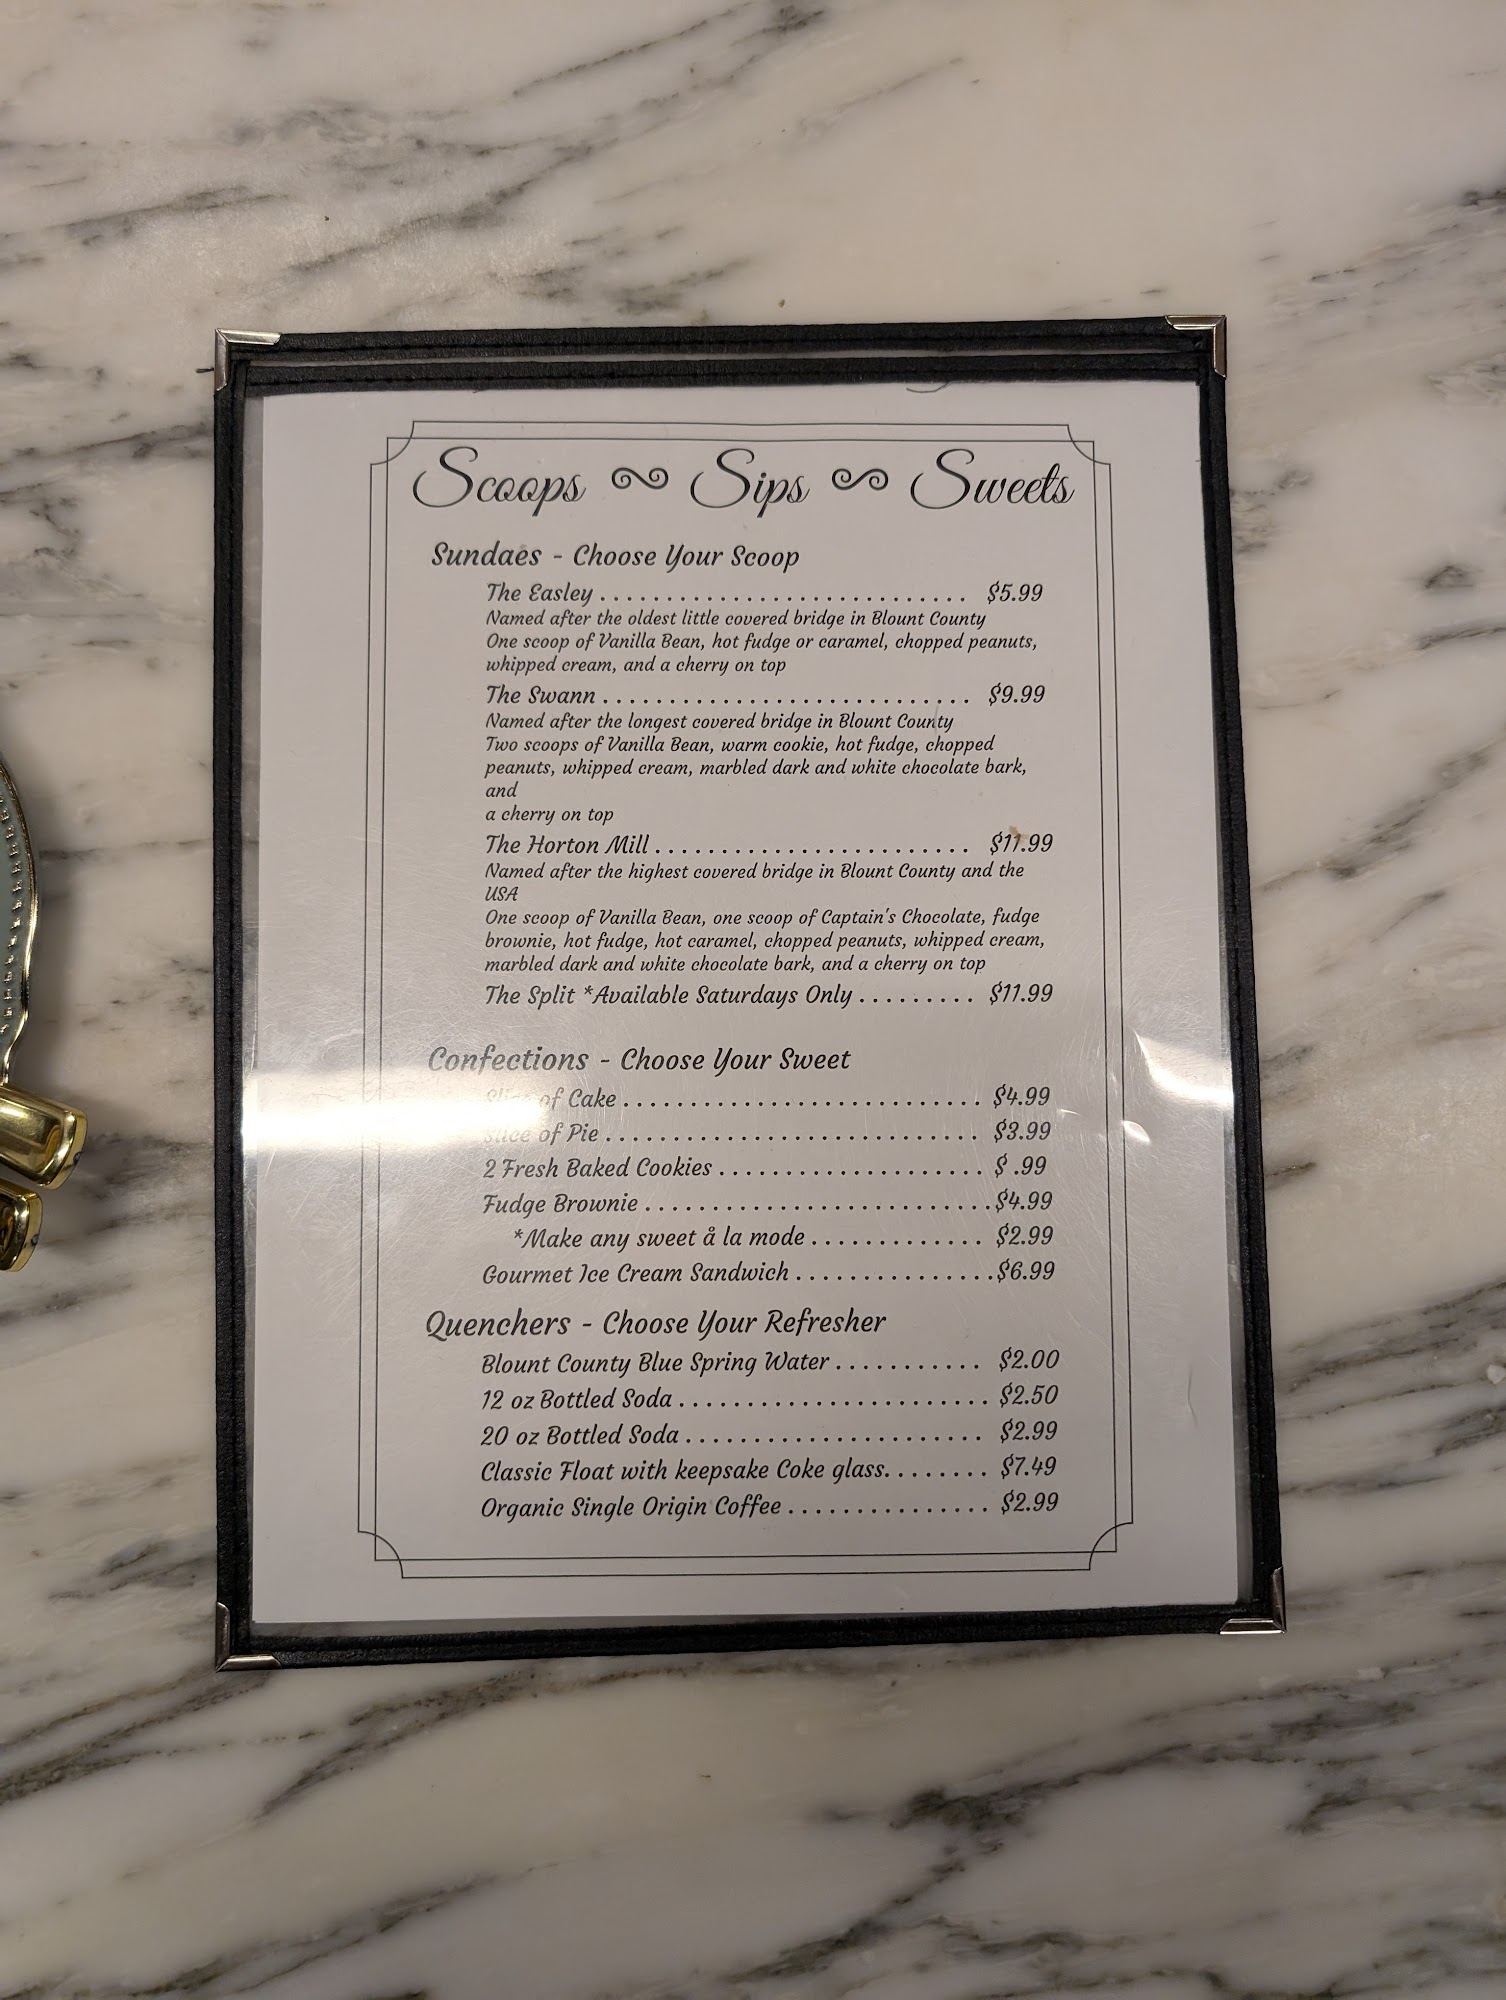 Scoops Sips Sweets
Sundaes - Choose Your Scoop
The Easley . . . . . . . . . . . . . . . . . . . . . . . . . . . . $5.99
Named after the oldest little covered bridge in Blount County
One scoop of Vanilla Bean, hot fudge or caramel, chopped peanuts,
whipped cream, and a cherry on top
The Swann . . . . . . . . . . . . . . . . . . . . . . . . . . . . $9.99
Named after the longest covered bridge in Blount County
Two scoops of Vanilla Bean, warm cookie, hot fudge, chopped
peanuts, whipped cream, marbled dark and white chocolate bark,
and
a cherry on top
The Horton Mill . . . . . . . . . . . . . . . . . . . . . . . . $11.99
Named after the highest covered bridge in Blount County and the
USA
One scoop of Vanilla Bean, one scoop of Captain's Chocolate, fudge
brownie, hot fudge, hot caramel, chopped peanuts, whipped cream,
marbled dark and white chocolate bark, and a cherry on top
The Split *Available Saturdays Only . . . . . . . . . $11.99
Confections - Choose Your Sweet
Slice of Cake . . . . . . . . . . . . . . . . . . . . . . . . . . . $4.99
Slice of Pie . . . . . . . . . . . . . . . . . . . . . . . . . . . . $3.99
2 Fresh Baked Cookies . . . . . . . . . . . . . . . . . . . . $ .99
Fudge Brownie . . . . . . . . . . . . . . . . . . . . . . . . . . $4.99
*Make any sweet å la mode . . . . . . . . . . . . . $2.99
Gourmet Ice Cream Sandwich . . . . . . . . . . . . . . . $6.99
Quenchers - Choose Your Refresher
Blount County Blue Spring Water . . . . . . . . . . . $2.00
12 oz Bottled Soda . . . . . . . . . . . . . . . . . . . . . . . $2.50
20 oz Bottled Soda . . . . . . . . . . . . . . . . . . . . . . $2.99
Classic Float with keepsake Coke glass. . . . . . . . $7.49
Organic Single Origin Coffee . . . . . . . . . . . . . . . $2.99